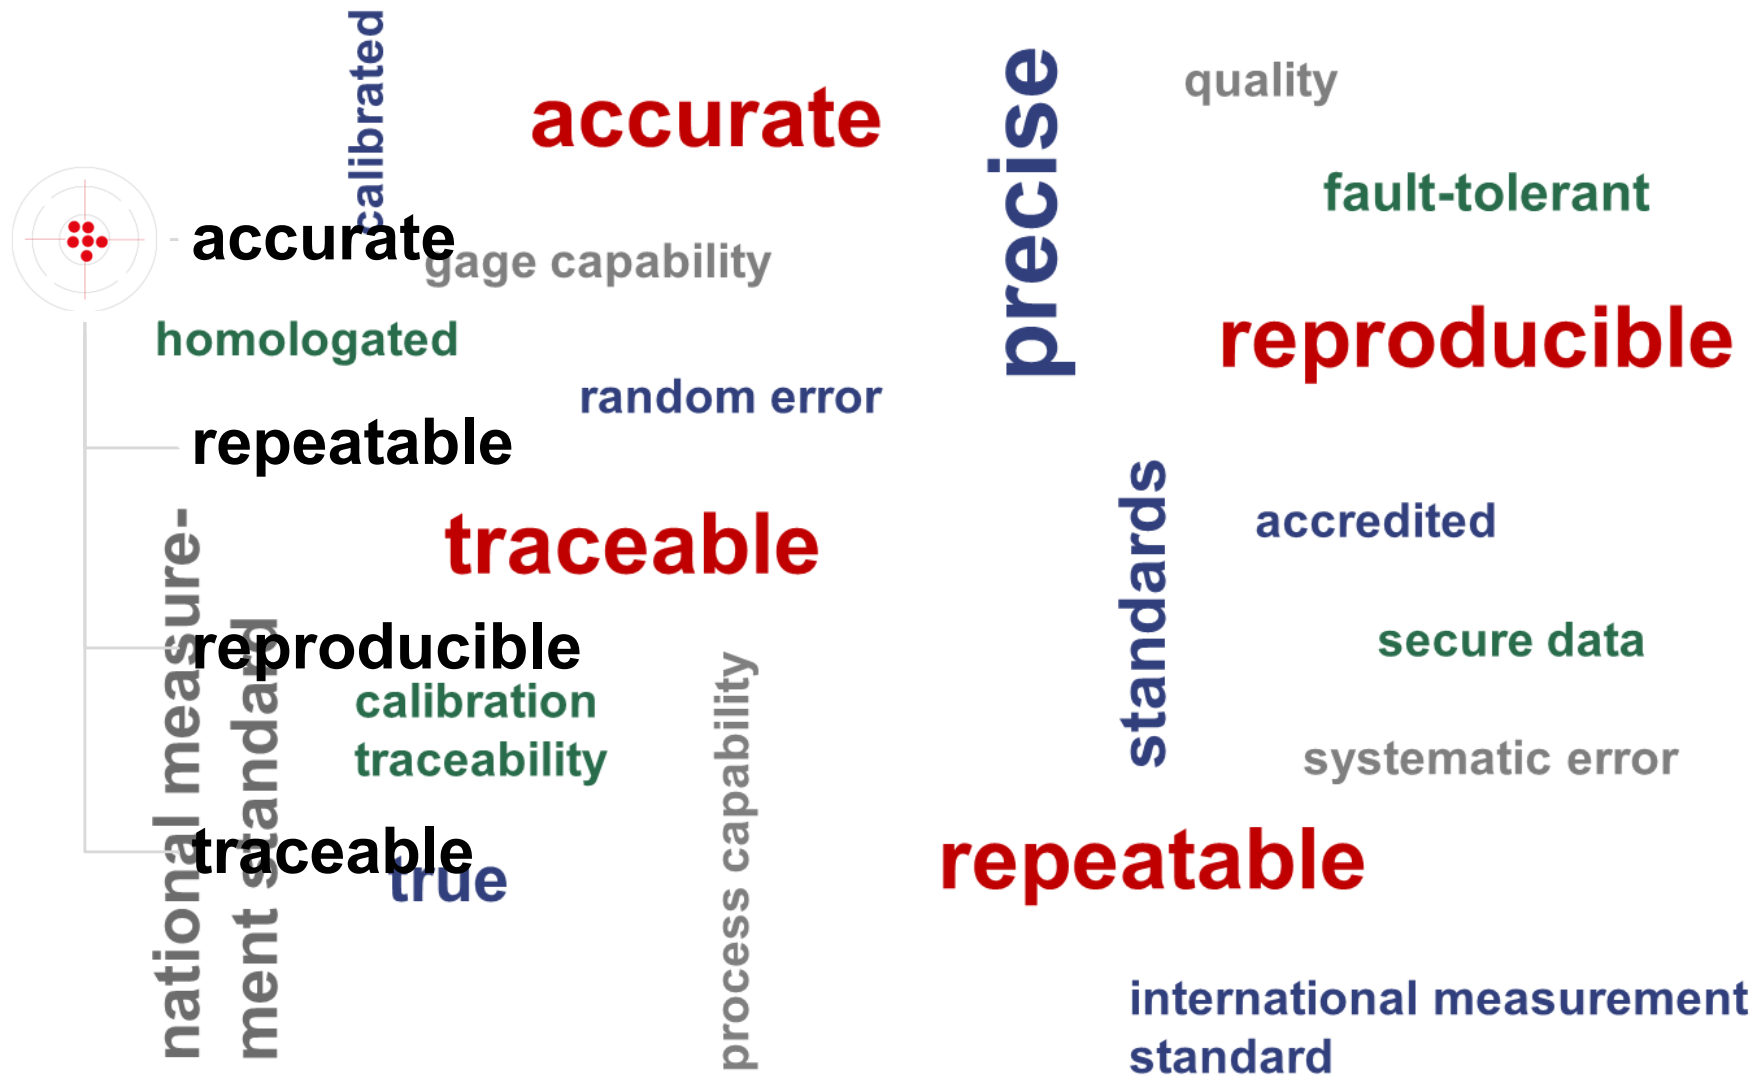 calibrated
accurate
precise
quality
fault-tolerant
accurate
gage capability
homologated
reproducible
random error
repeatable
standards
accredited
traceable
national measure-
ment standard
reproducible
secure data
calibration
traceability
process capability
systematic error
traceable
true
repeatable
international measurement
standard